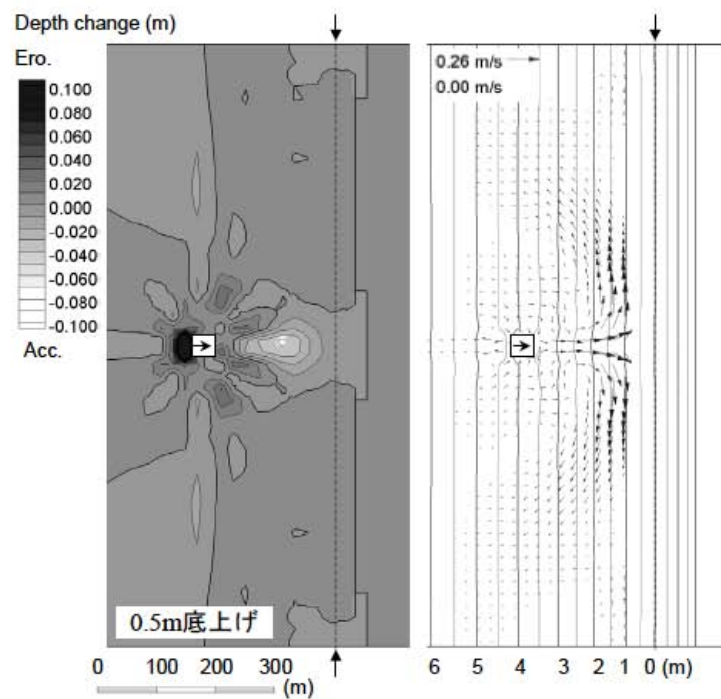 Depth change (m)
Ero.
0.100
0.080
0.060
0.040
0.020
0.000
-0.020
-0.040
-0.060
-0.080
-0.100
Acc.
0.5m底上げ
0 100 200 300
(m)
0.26 m/s
0.00 m/s
6 5 4 3 2 1 0 (m)